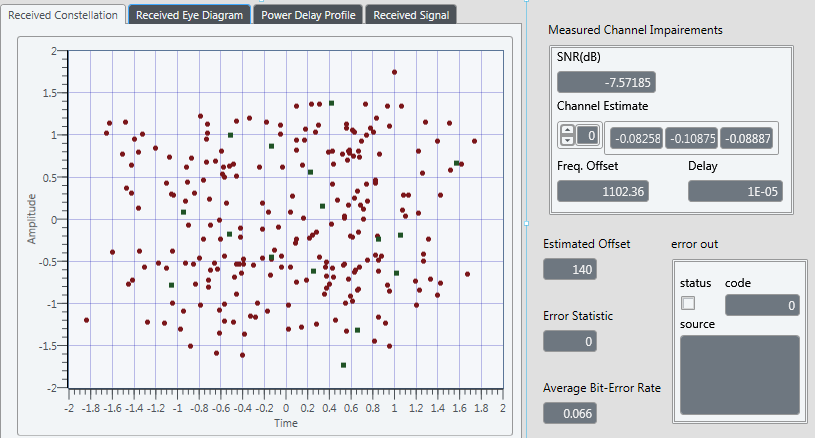 Received Constellation
Received Eye Diagram
Power Delay Profile
Received Signal
Amplitude
2
1.5
1
0.5
0
-0.5
-1
-1.5
-2
-2 -1.8 -1.6 -1.4 -1.2 -1 -0.8 -0.6 -0.4 -0.2 0 0.2 0.4 0.6 0.8 1 1.2 1.4 1.6 1.8 2
Time
Measured Channel Impairements
SNR(dB)
-7.57185
Channel Estimate
0 -0.08258 -0.10875 -0.08887
Freq. Offset Delay
1102.36 1E-05
Estimated Offset
140
Error Statistic
0
Average Bit-Error Rate
0.066
error out
status code
0
source